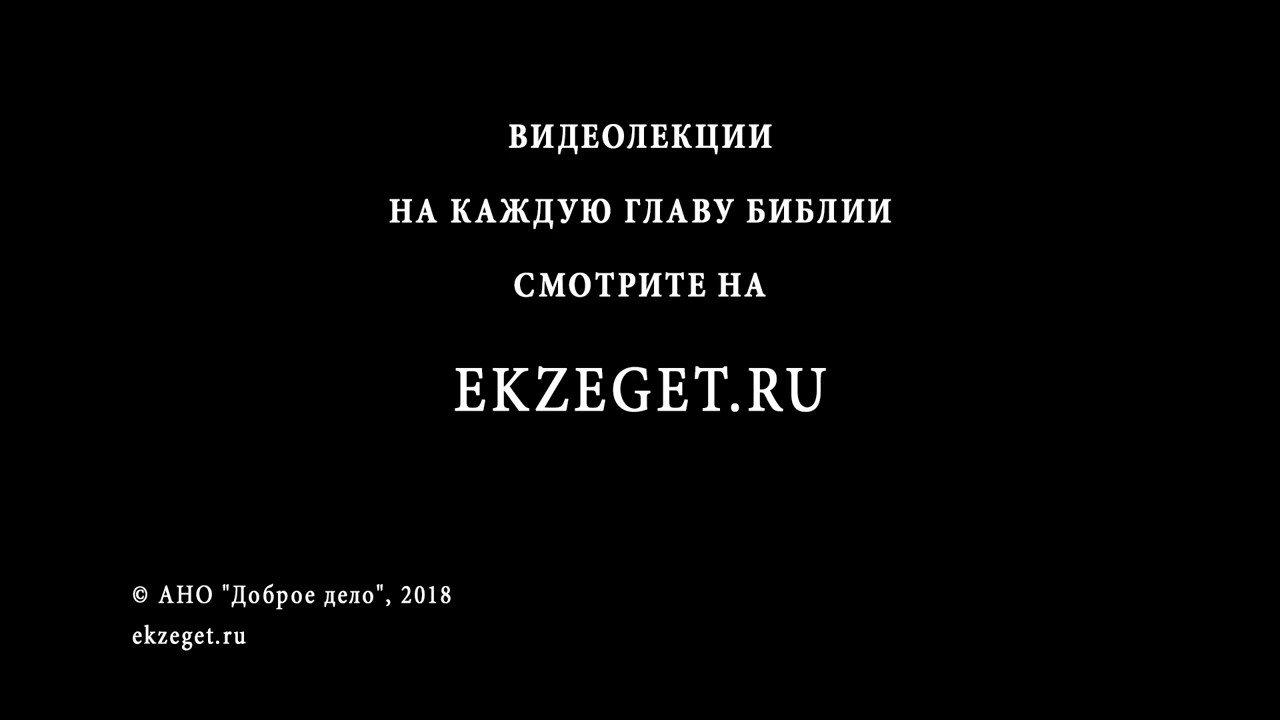 ВИДЕОЛЕКЦИИ
НА КАЖДУЮ ГЛАВУ БИБЛИИ
СМОТРИТЕ НА
EKZEGET.RU
© АНО "Доброе дело", 2018
ekzeget.ru